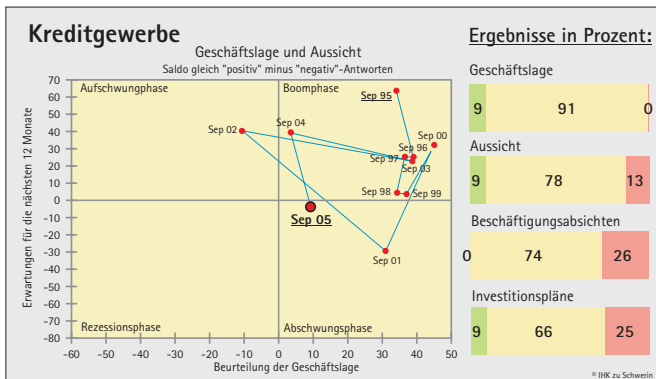 Kreditgewerbe
Geschäftslage und Aussicht
Saldo gleich "positiv" minus "negativ"-Antworten
Erwartungen für die nächsten 12 Monate
70
60
50
40
30
20
10
0
-10
-20
-30
-40
-50
-60
-70
-80
Aufschwungphase
Boomphase
Sep 95
Sep 04
Sep 02
Sep 00
Sep 96
Sep 97
Sep 03
Sep 98
Sep 99
Sep 05
Sep 01
Rezessionsphase
Abschwungphase
-60 -50 -40 -30 -20 -10 0 10 20 30 40 50
Beurteilung der Geschäftslage
Ergebnisse in Prozent:
Geschäftslage
9 91 0
Aussicht
9 78 13
Beschäftigungsabsichten
0 74 26
Investitionspläne
9 66 25
© IHK zu Schwerin